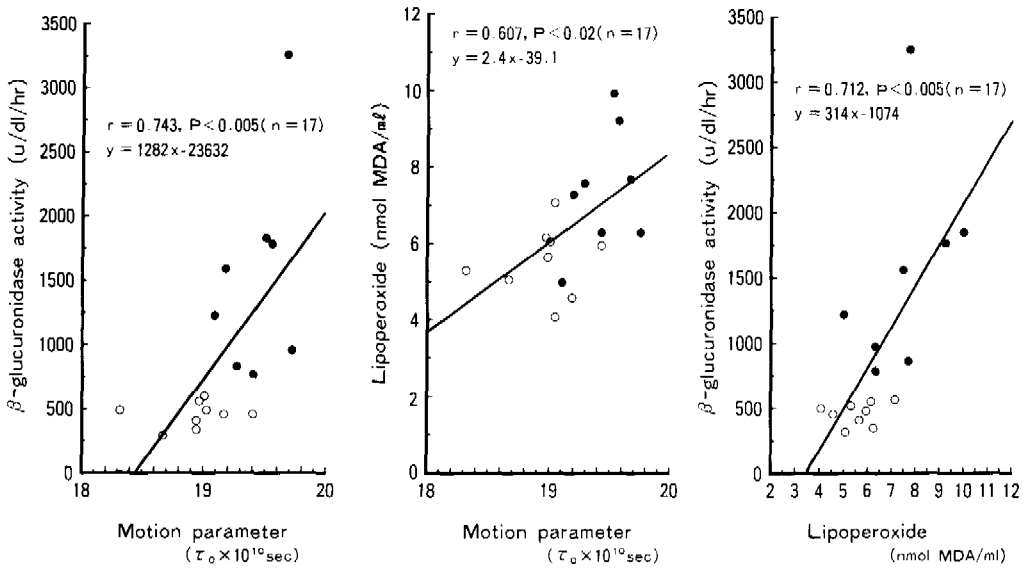 β-glucuronidase activity (u/dl/hr)
3500
3000
2500
2000
1500
1000
500
0
r = 0.743, P<0.005(n=17)
y = 1282x-23632
18 19 20
Motion parameter
(τ₀×10¹⁰sec)
Lipoperoxide (nmol MDA/mℓ)
12
10
8
6
4
2
0
r = 0.607, P<0.02(n=17)
y = 2.4x-39.1
18 19 20
Motion parameter
(τ₀×10¹⁰sec)
β-glucuronidase activity (u/dl/hr)
3500
3000
2500
2000
1500
1000
500
0
r = 0.712, P<0.005(n=17)
y = 314x-1074
2 3 4 5 6 7 8 9 10 11 12
Lipoperoxide
(nmol MDA/ml)